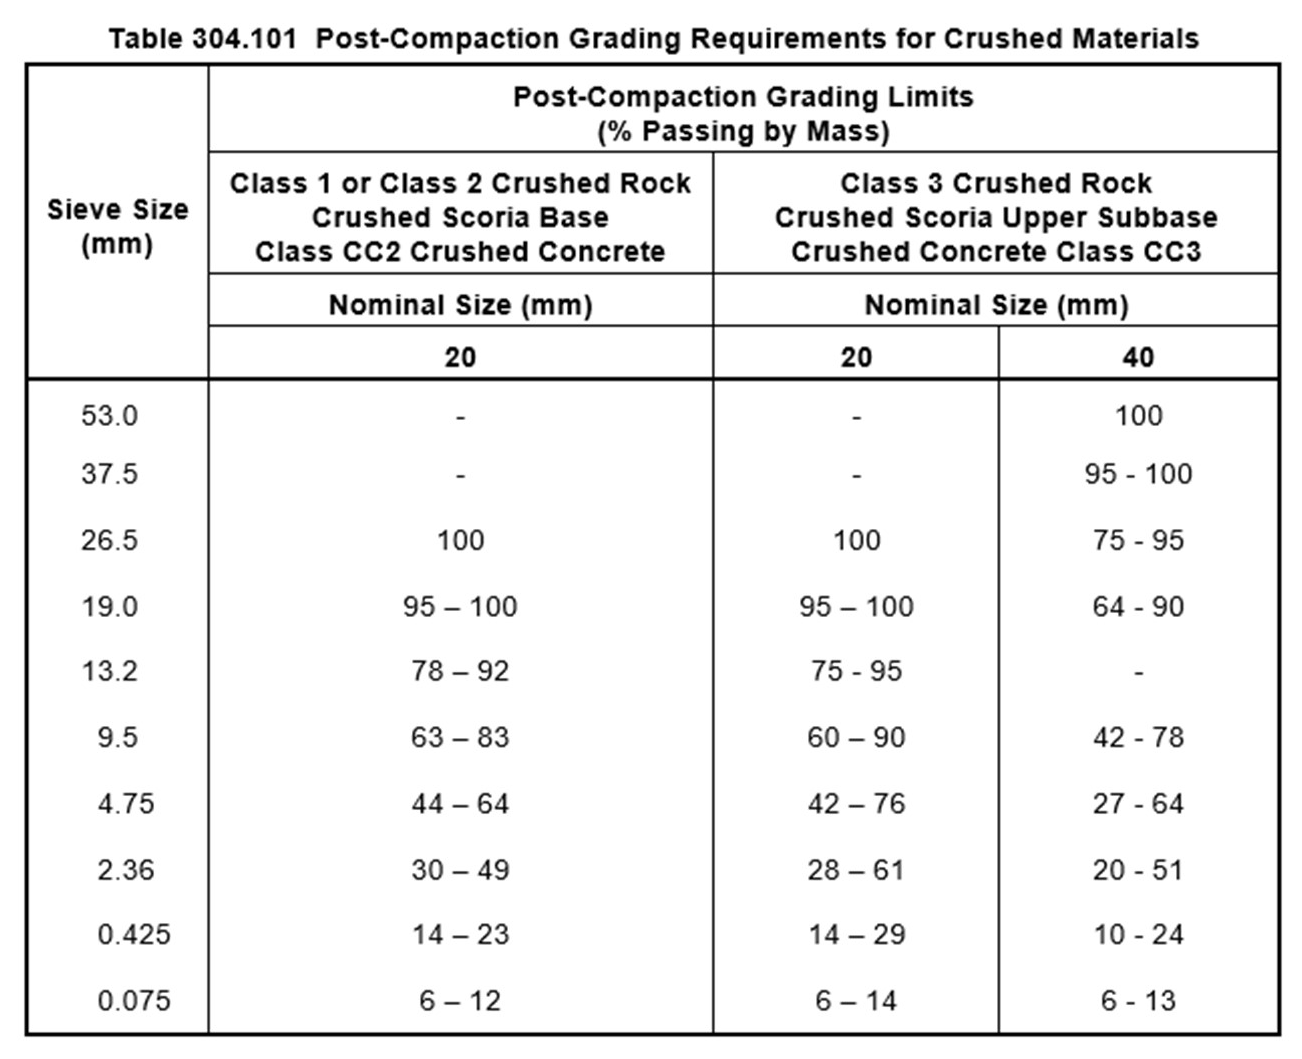 Table 304.101 Post-Compaction Grading Requirements for Crushed Materials
Sieve Size
(mm)
Post-Compaction Grading Limits
(% Passing by Mass)
Class 1 or Class 2 Crushed Rock
Crushed Scoria Base
Class CC2 Crushed Concrete
Class 3 Crushed Rock
Crushed Scoria Upper Subbase
Crushed Concrete Class CC3
Nominal Size (mm) Nominal Size (mm)
20 20 40
53.0 - - 100
37.5 - - 95 - 100
26.5 100 100 75 - 95
19.0 95 – 100 95 – 100 64 - 90
13.2 78 – 92 75 - 95 -
9.5 63 – 83 60 – 90 42 - 78
4.75 44 – 64 42 – 76 27 - 64
2.36 30 – 49 28 – 61 20 - 51
0.425 14 – 23 14 – 29 10 - 24
0.075 6 – 12 6 – 14 6 - 13